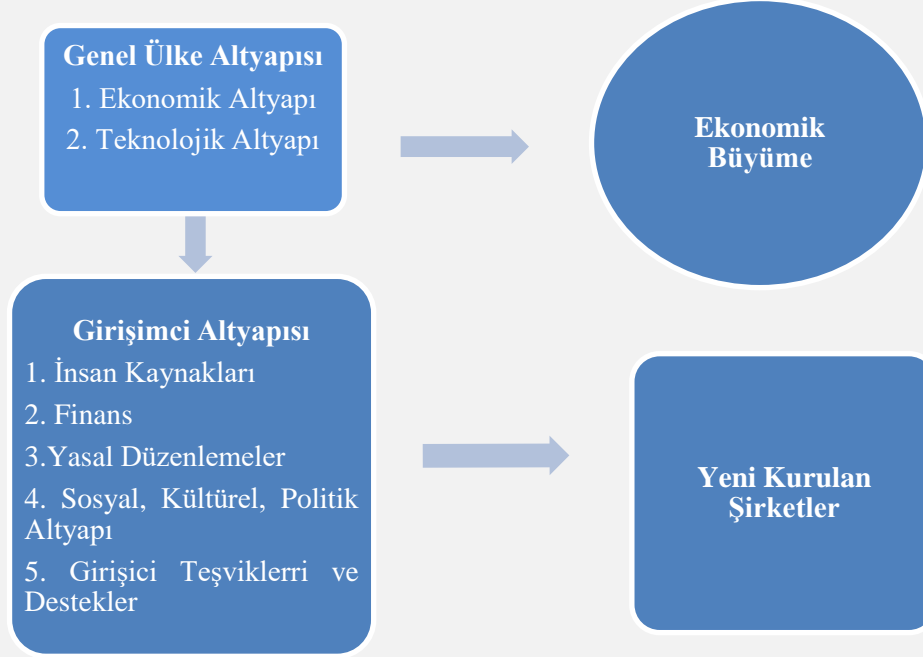 Genel Ülke Altyapısı
1. Ekonomik Altyapı
2. Teknolojik Altyapı
Ekonomik
Büyüme
Girişimci Altyapısı
1. İnsan Kaynakları
2. Finans
3.Yasal Düzenlemeler
4. Sosyal, Kültürel, Politik
Altyapı
5. Girişici Teşviklerri ve
Destekler
Yeni Kurulan
Şirketler